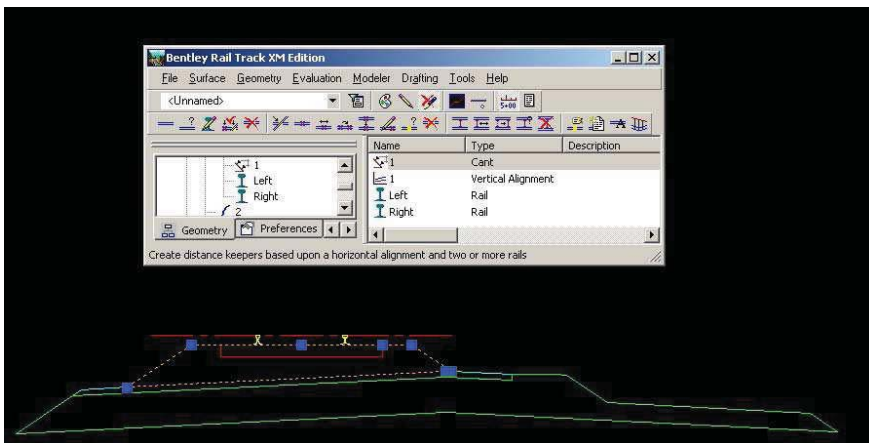 Bentley Rail Track XM Edition
File Surface Geometry Evaluation Modeler Drafting Tools Help
<Unnamed>
5+00
Name Type Description
1 Cant
1 Vertical Alignment
Left Rail
Right Rail
1
Left
Right
2
Geometry Preferences
Create distance keepers based upon a horizontal alignment and two or more rails